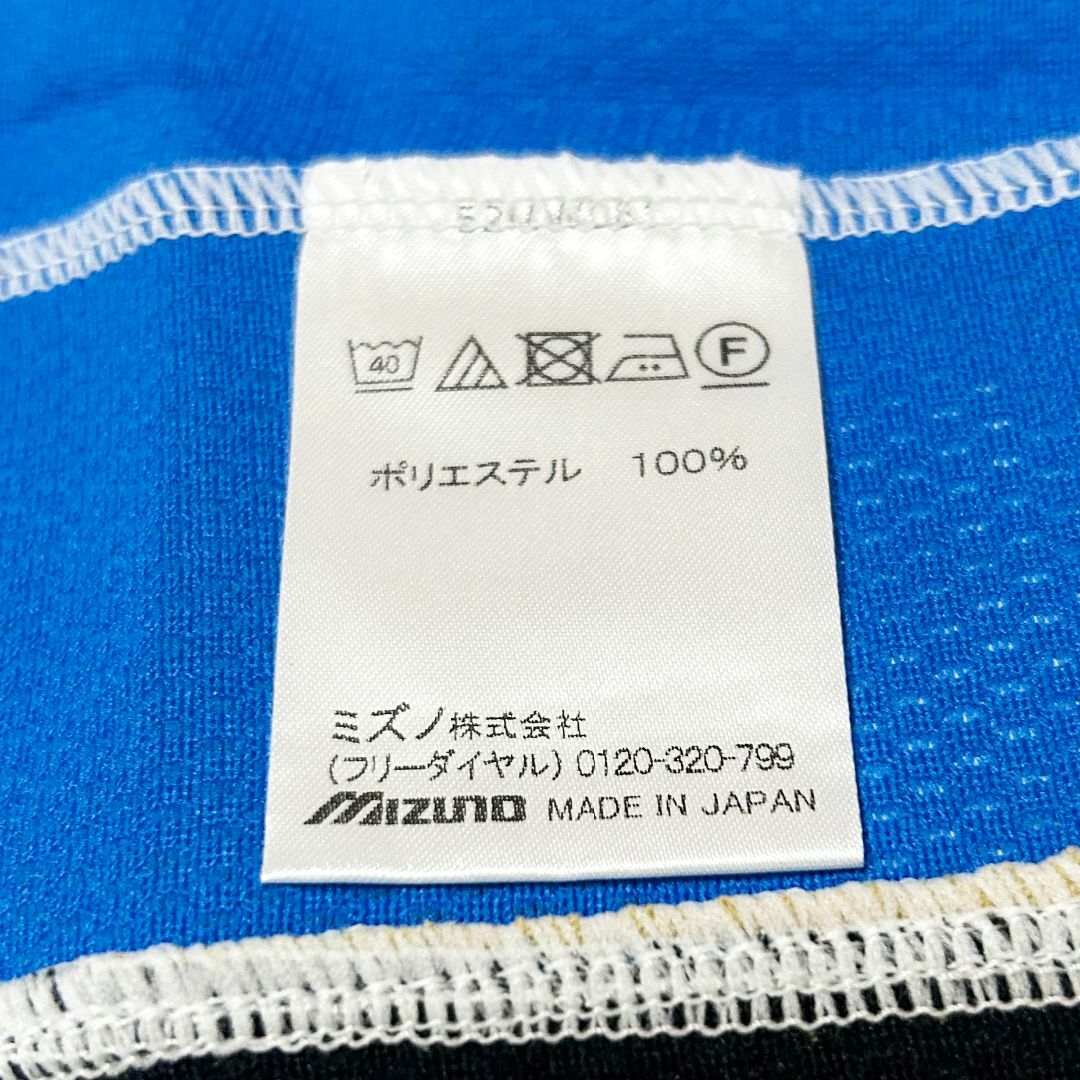 40
F
ポリエステル 100%
ミズノ株式会社
(フリーダイヤル) 0120-320-799
MIZUNO MADE IN JAPAN